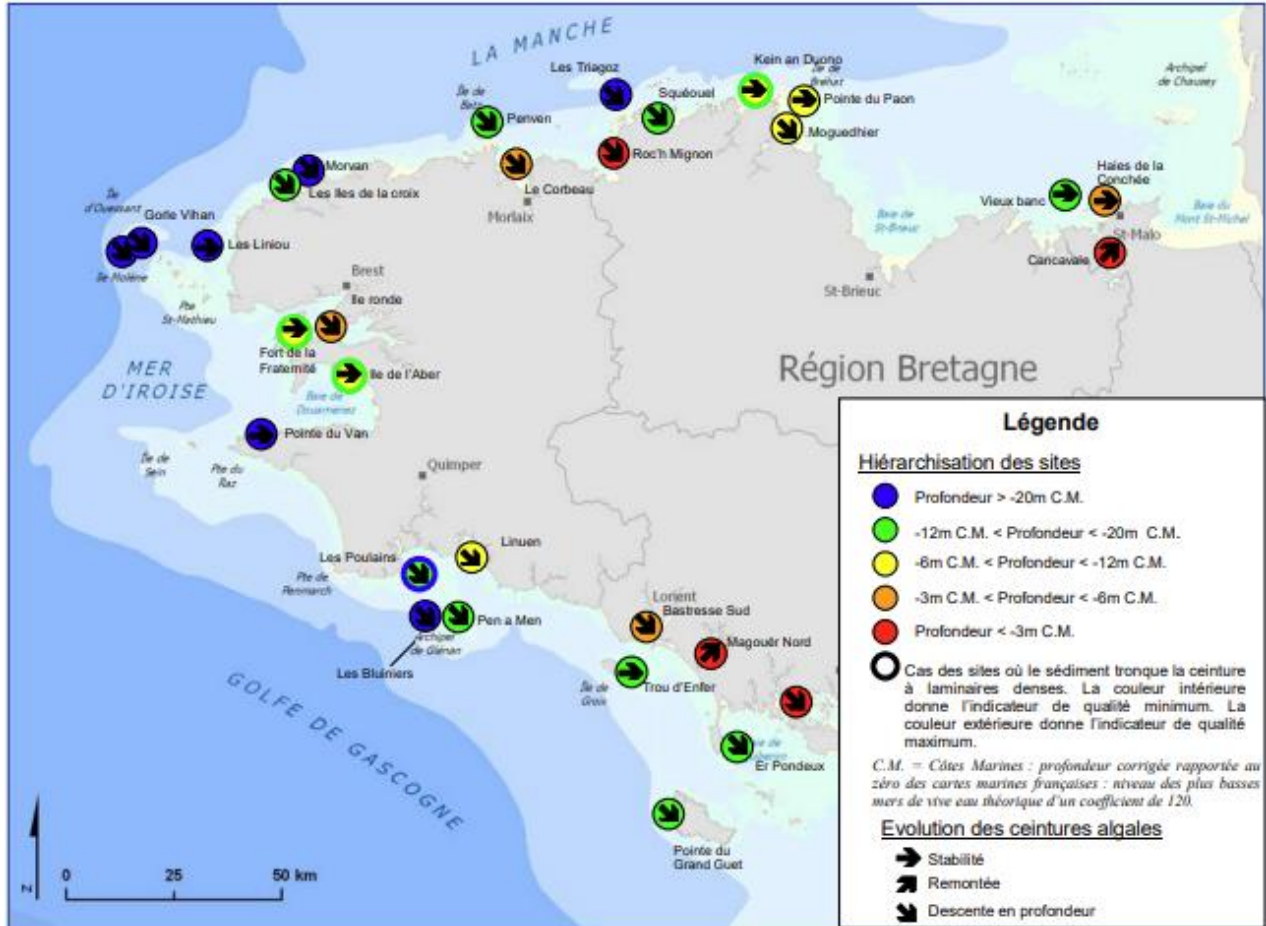 LA MANCHE
Kein an Duono
Île de
Bréhat
Archipel
de Chausey
Les Triagoz
Squéouel
Pointe du Paon
Île de
Batz
Penven
Moguedhier
Roc'h Mignon
Morvan
Les Iles de la croix
Le Corbeau
Morlaix
Haies de la
Conchée
Vieux banc
Baie du
Mont St-Michel
St-Malo
Île
d'Ouessant
Gorle Vihan
Les Liniou
Baie de
St-Brieuc
Cancavale
Ile Molène
Brest
St-Brieuc
Pte
St-Mathieu
Ile ronde
Fort de la
Fraternité
MER
D'IROISE
Ile de l'Aber
Région Bretagne
Baie de
Douarnenez
Pointe du Van
Île de
Sein
Pte du
Raz
Quimper
Les Poulains
Linuen
Pte de
Penmarch
Lorient
Bastresse Sud
Pen a Men
Archipel
de Glénan
Magouër Nord
Les Bluiniers
Île de
Groix
Trou d'Enfer
GOLFE DE GASCOGNE
Er Pondeux
Pointe du
Grand Guet
Z
0 25 50 km
Légende
Hiérarchisation des sites
Profondeur > -20m C.M.
-12m C.M. < Profondeur < -20m C.M.
-6m C.M. < Profondeur < -12m C.M.
-3m C.M. < Profondeur < -6m C.M.
Profondeur < -3m C.M.
Cas des sites où le sédiment tronque la ceinture
à laminaires denses. La couleur intérieure
donne l'indicateur de qualité minimum. La
couleur extérieure donne l'indicateur de qualité
maximum.
C.M. = Côtes Marines : profondeur corrigée rapportée au
zéro des cartes marines françaises : niveau des plus basses
mers de vive eau théorique d'un coefficient de 120.
Evolution des ceintures algales
Stabilité
Remontée
Descente en profondeur